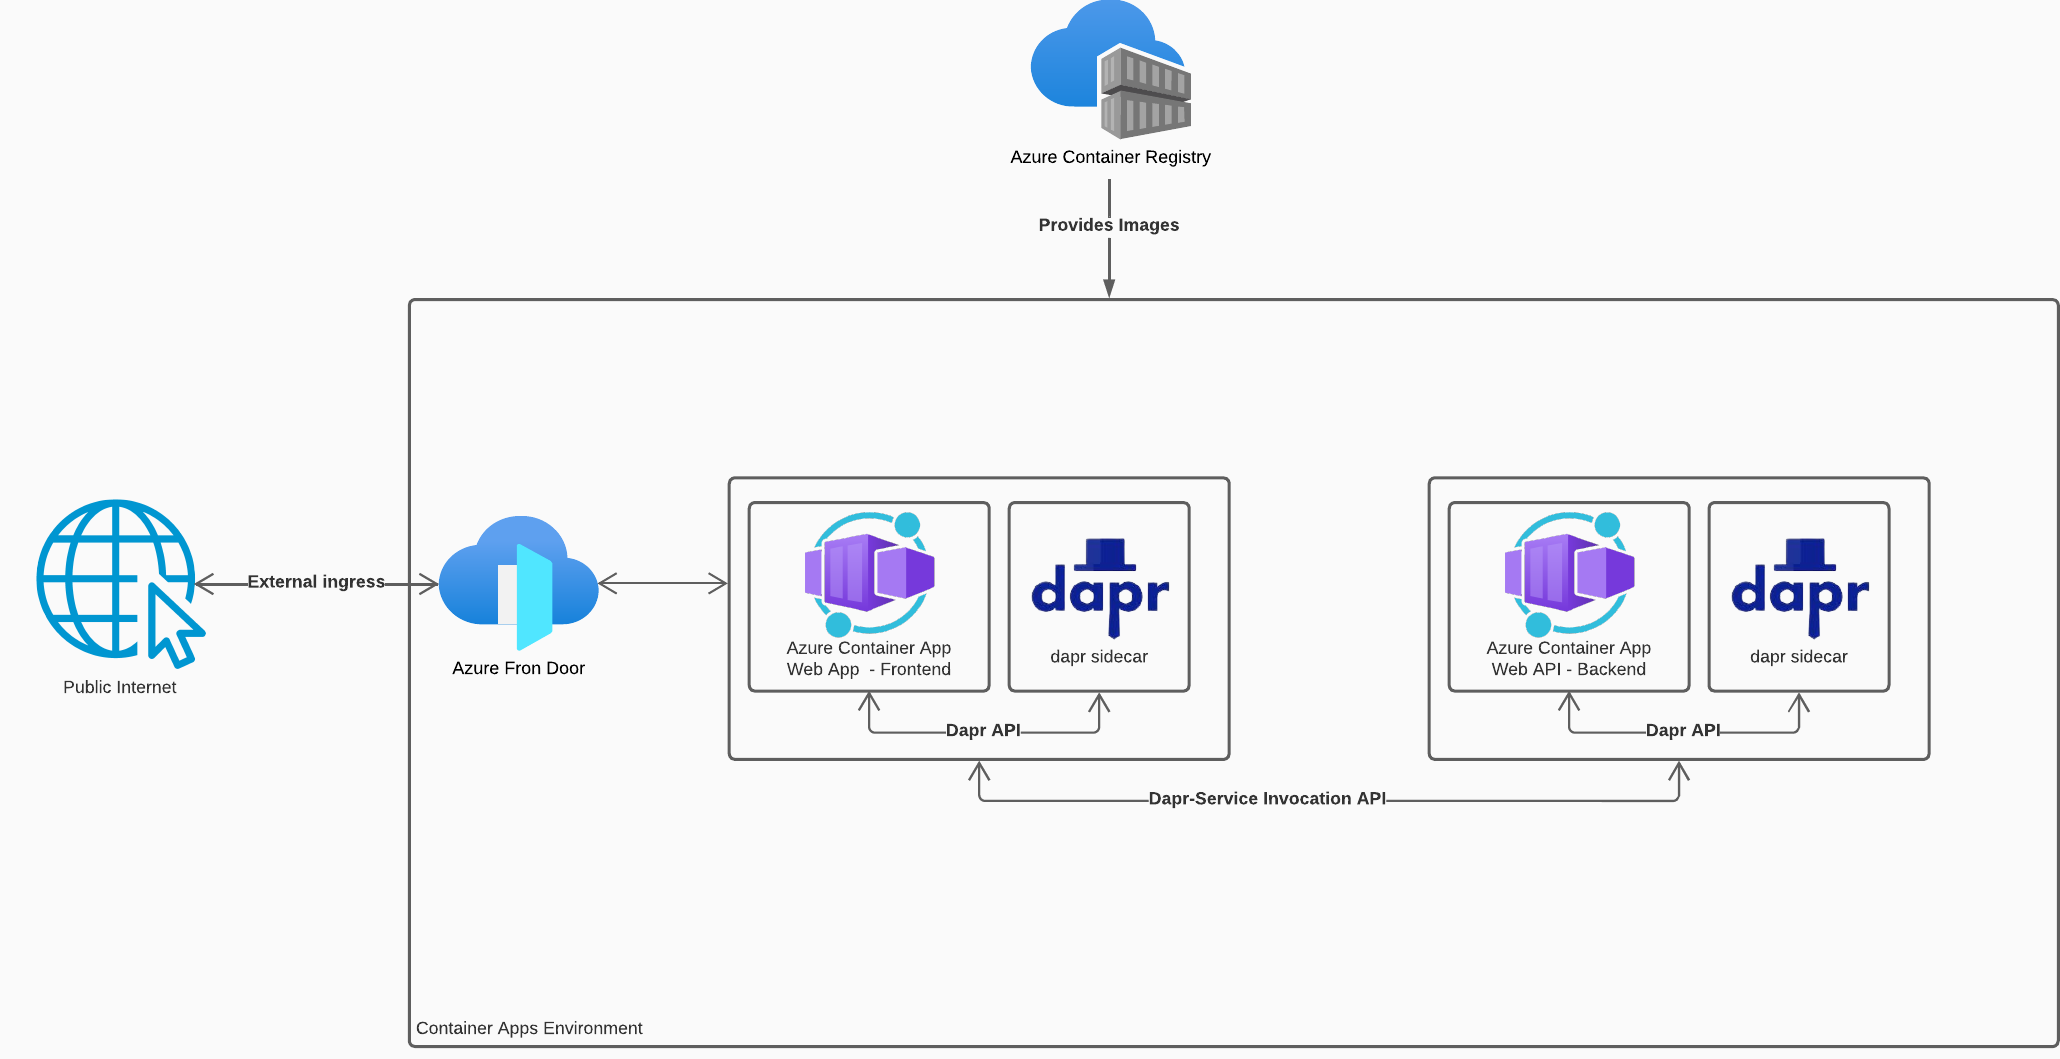 Azure Container Registry
Provides Images
External ingress
Public Internet
Azure Fron Door
Azure Container App
Web App - Frontend
dapr
dapr sidecar
Dapr API
Azure Container App
Web API - Backend
dapr
dapr sidecar
Dapr API
Dapr-Service Invocation API
Container Apps Environment